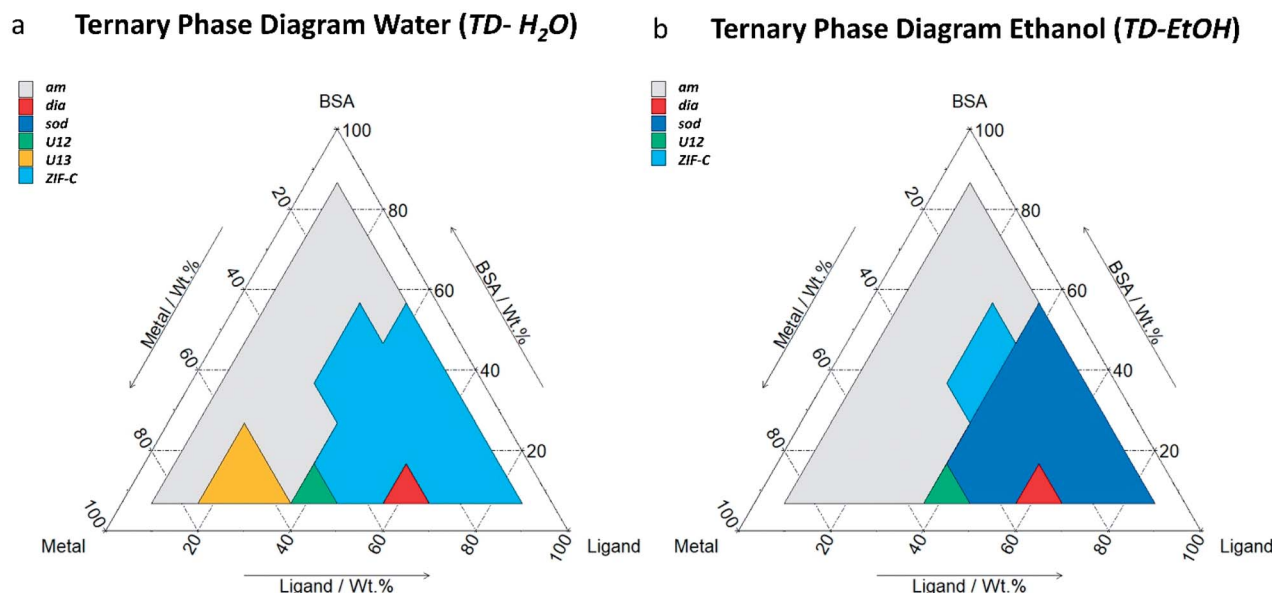 a Ternary Phase Diagram Water (TD- H₂O)
am
dia
sod
U12
U13
ZIF-C
BSA
100
80
60
40
20
20
40
60
80
100
Metal / Wt.%
BSA / Wt.%
Metal
20
40
60
80
100
Ligand
Ligand / Wt.%
b Ternary Phase Diagram Ethanol (TD-EtOH)
am
dia
sod
U12
ZIF-C
BSA
100
80
60
40
20
20
40
60
80
100
Metal / Wt.%
BSA / Wt.%
Metal
20
40
60
80
100
Ligand
Ligand / Wt.%